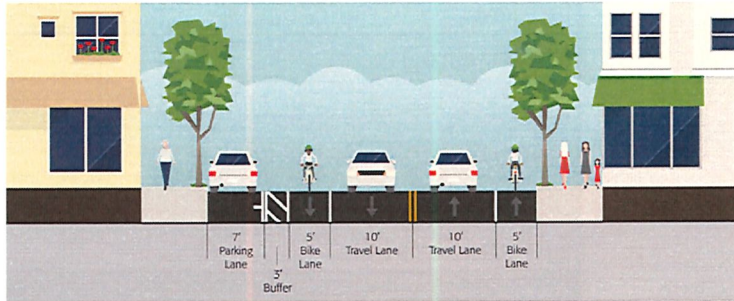 7'
Parking
Lane
3'
Buffer
5'
Bike
Lane
10'
Travel Lane
10'
Travel Lane
5'
Bike
Lane